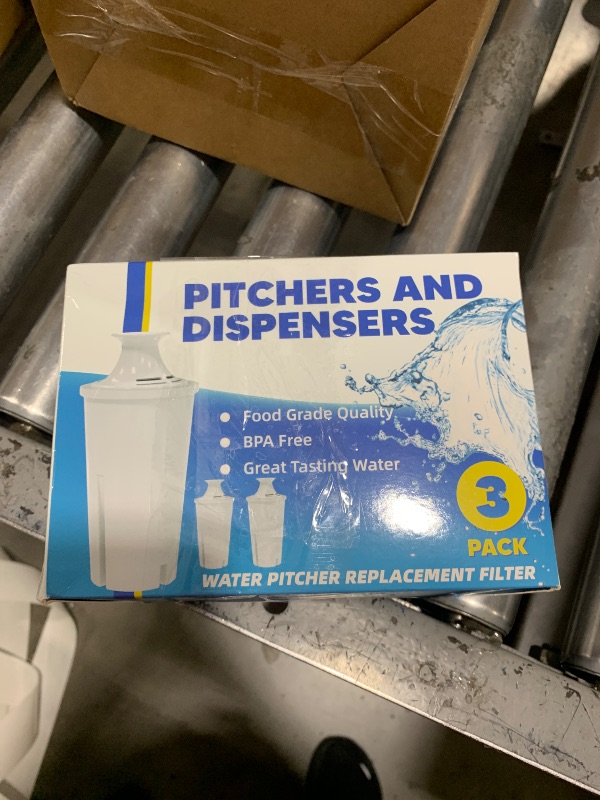 PITCHERS AND
DISPENSERS
Food Grade Quality
BPA Free
Great Tasting Water
3
PACK
WATER PITCHER REPLACEMENT FILTER